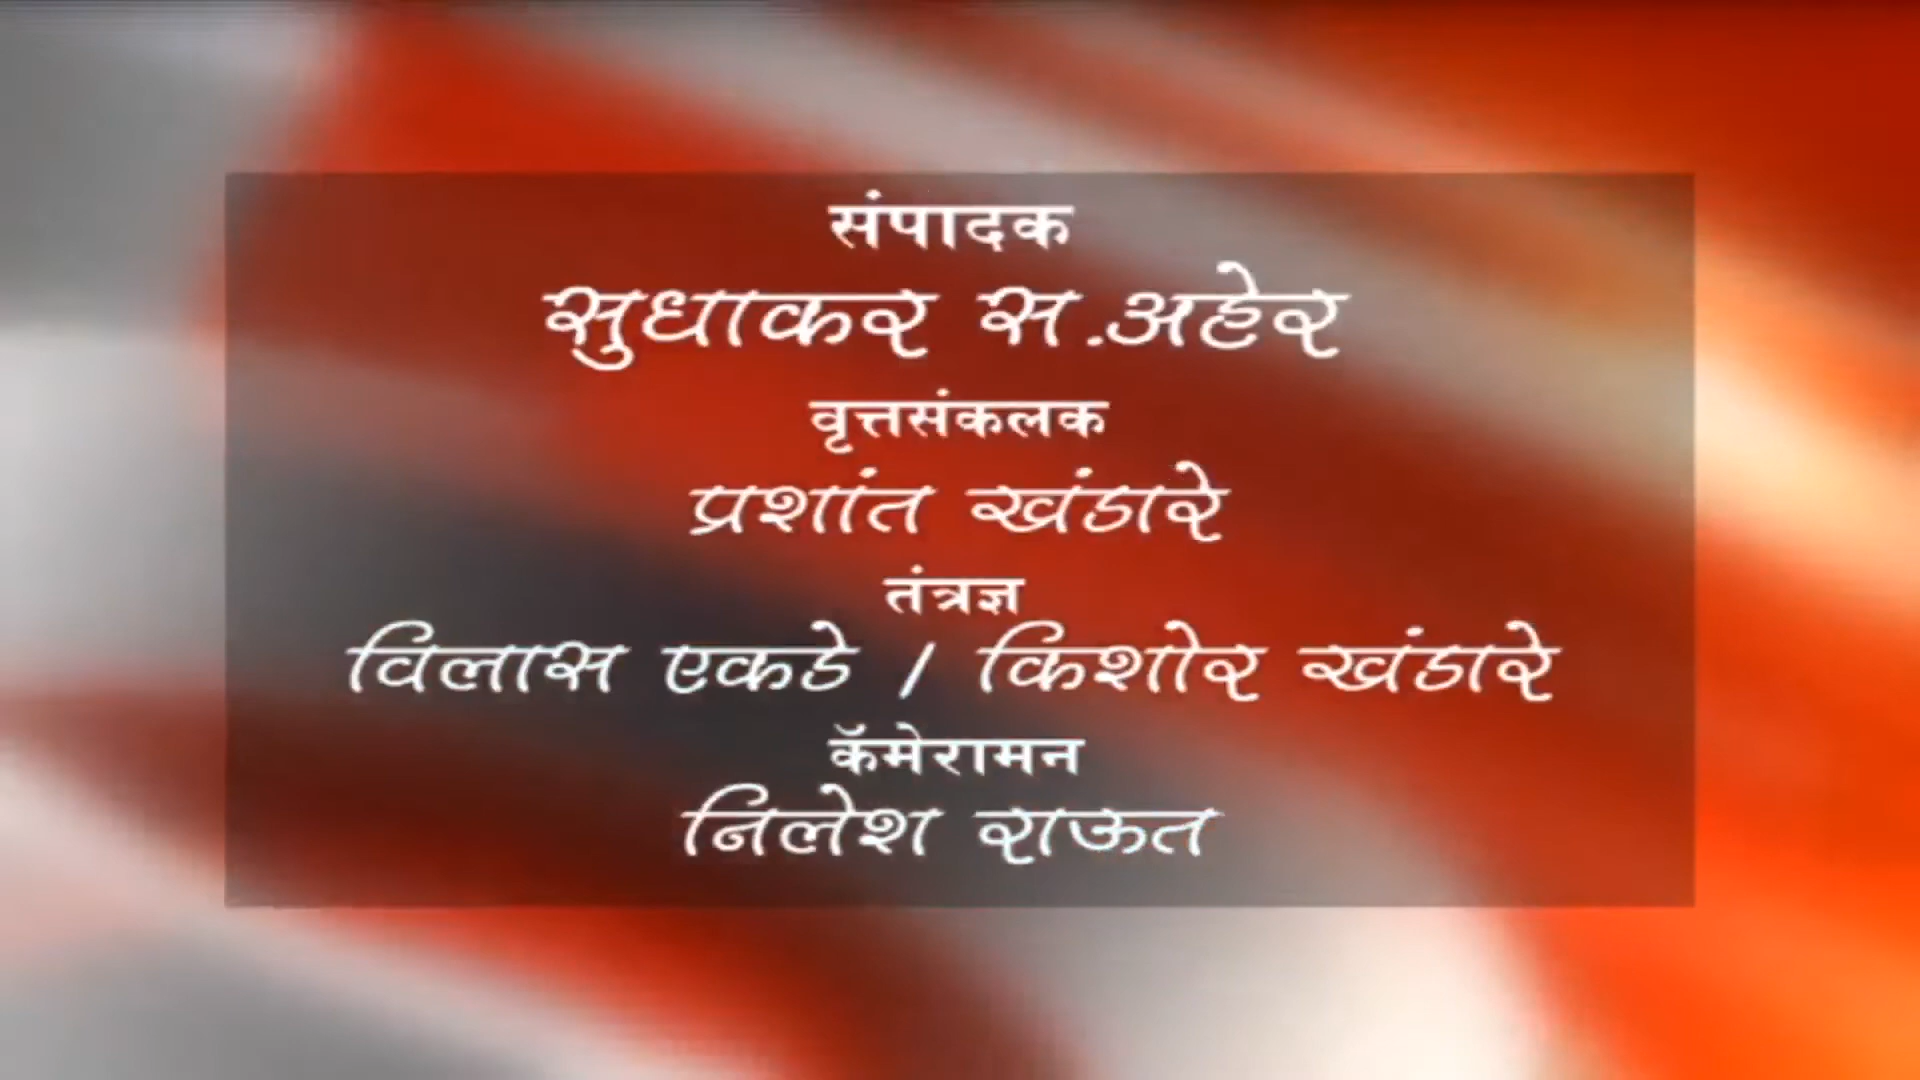 संपादक
सुधाकर स.अहेर
वृत्तसंकलक
प्रशांत खंडारे
तंत्रज्ञ
विलास एकडे / किशोर खंडारे
कॅमेरामन
निलेश राऊत